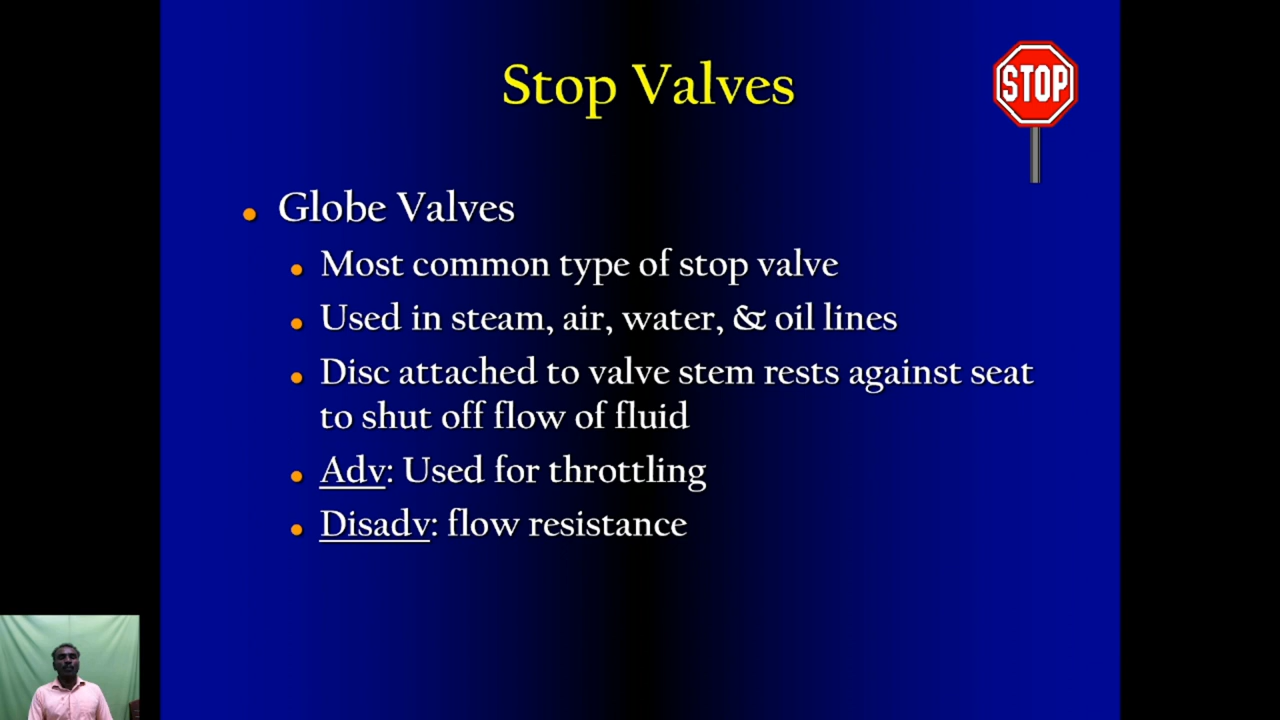 Stop Valves
STOP
Globe Valves
Most common type of stop valve
Used in steam, air, water, & oil lines
Disc attached to valve stem rests against seat
to shut off flow of fluid
Adv: Used for throttling
Disadv: flow resistance